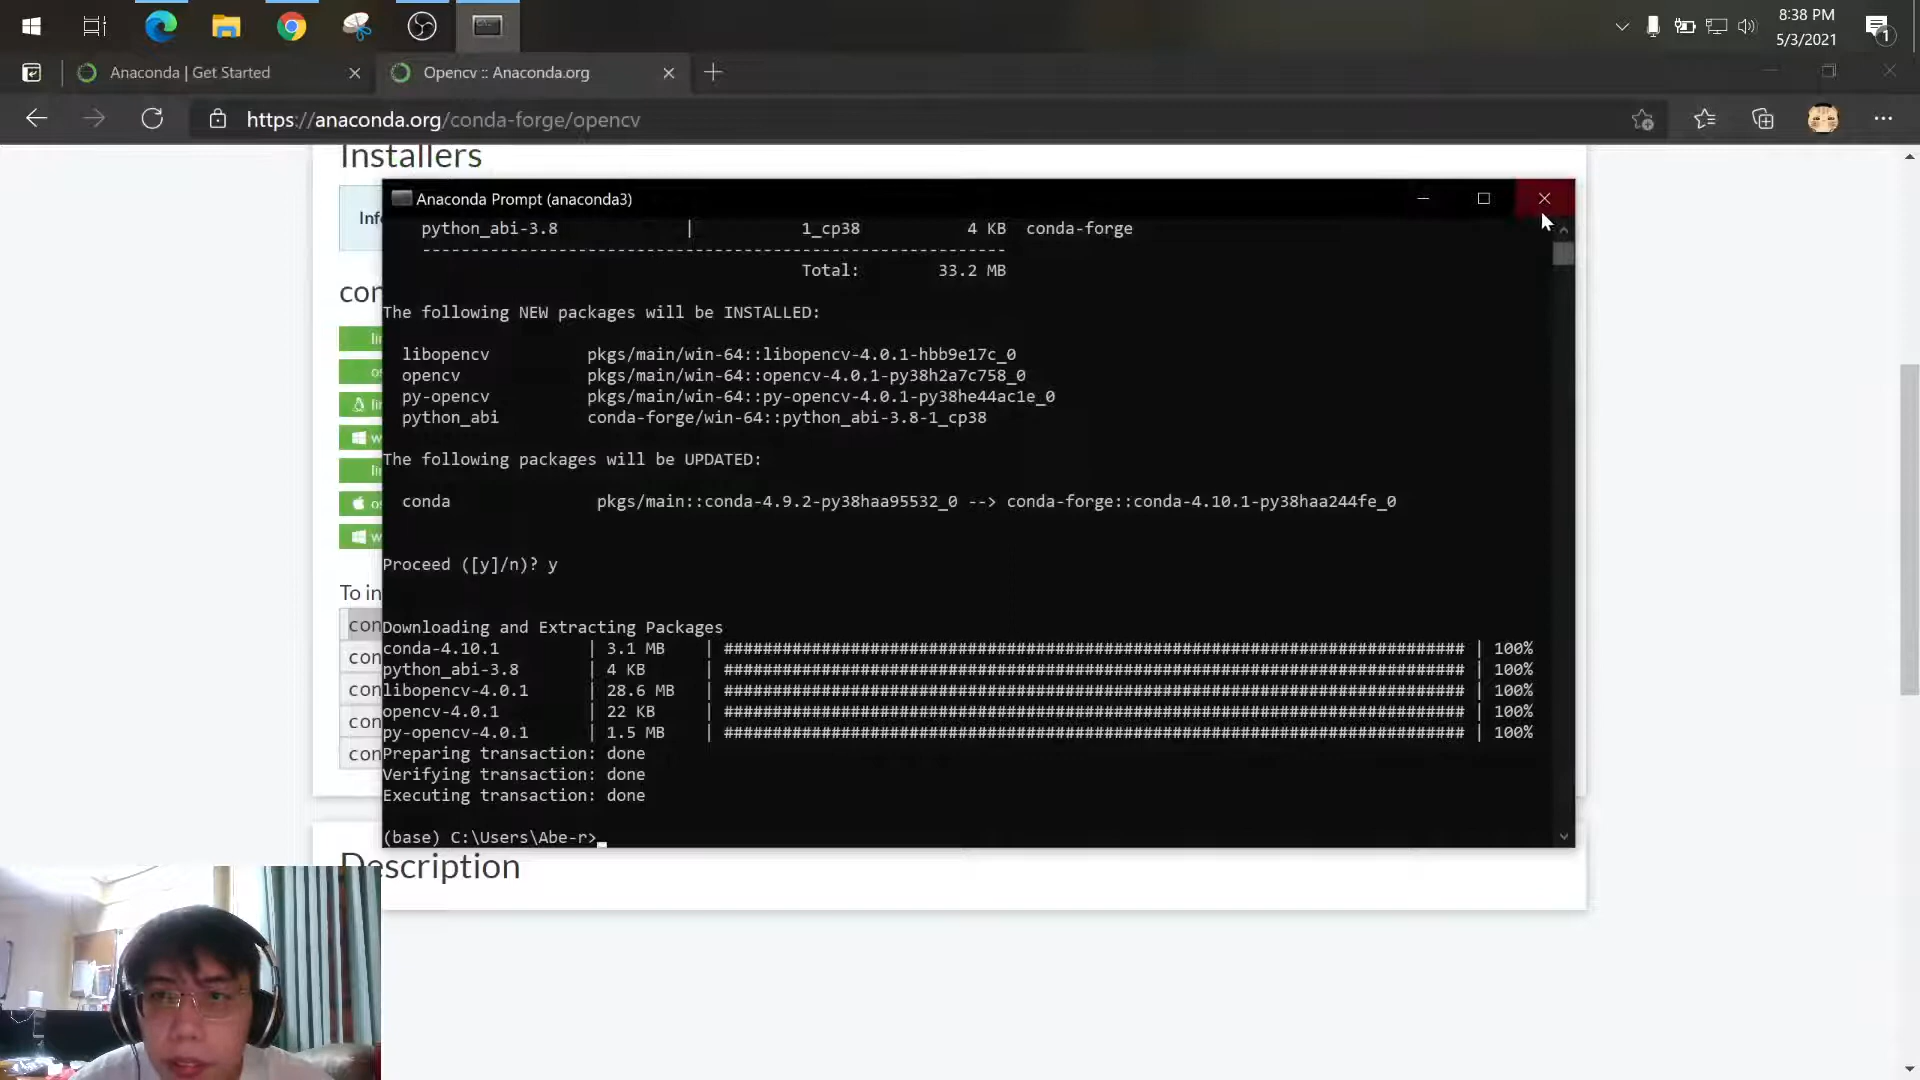 8:38 PM
5/3/2021
1
Anaconda | Get Started
Opencv :: Anaconda.org
https://anaconda.org/conda-forge/opencv
Installers
Anaconda Prompt (anaconda3)
python_abi-3.8 | 1_cp38 4 KB conda-forge
------------------------------------------------------------
Total: 33.2 MB
The following NEW packages will be INSTALLED:
libopencv pkgs/main/win-64::libopencv-4.0.1-hbb9e17c_0
opencv pkgs/main/win-64::opencv-4.0.1-py38h2a7c758_0
py-opencv pkgs/main/win-64::py-opencv-4.0.1-py38he44ac1e_0
python_abi conda-forge/win-64::python_abi-3.8-1_cp38
The following packages will be UPDATED:
conda pkgs/main::conda-4.9.2-py38haa95532_0 --> conda-forge::conda-4.10.1-py38haa244fe_0
Proceed ([y]/n)? y
To in
Downloading and Extracting Packages
conda-4.10.1 | 3.1 MB | ############################################################################ | 100%
python_abi-3.8 | 4 KB | ############################################################################ | 100%
libopencv-4.0.1 | 28.6 MB | ############################################################################ | 100%
opencv-4.0.1 | 22 KB | ############################################################################ | 100%
py-opencv-4.0.1 | 1.5 MB | ############################################################################ | 100%
Preparing transaction: done
Verifying transaction: done
Executing transaction: done
(base) C:\Users\Abe-r>
Description